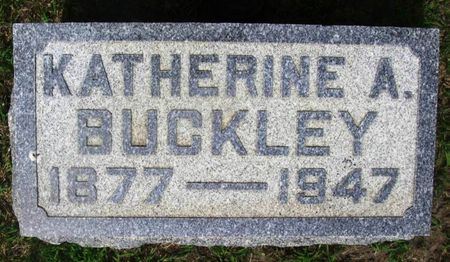 KATHERINE A.
BUCKLEY
1877 — 1947